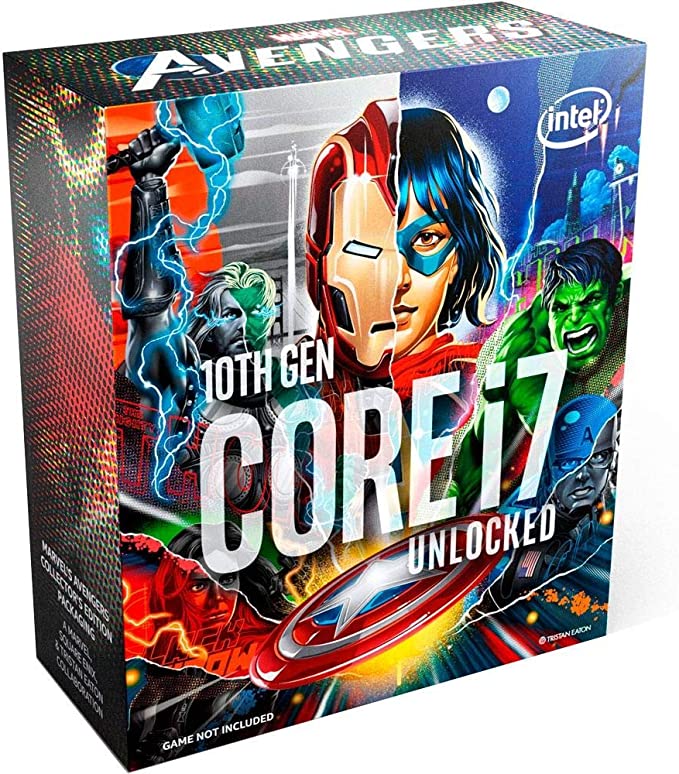 MARVEL
AVENGERS
intel
10TH GEN
CORE i7
UNLOCKED
MARVEL'S AVENGERS
COLLECTOR'S EDITION
PACKAGING
A MARVEL,
SQUARE ENIX,
& TRISTAN EATON
COLLABORATION
© TRISTAN EATON
GAME NOT INCLUDED